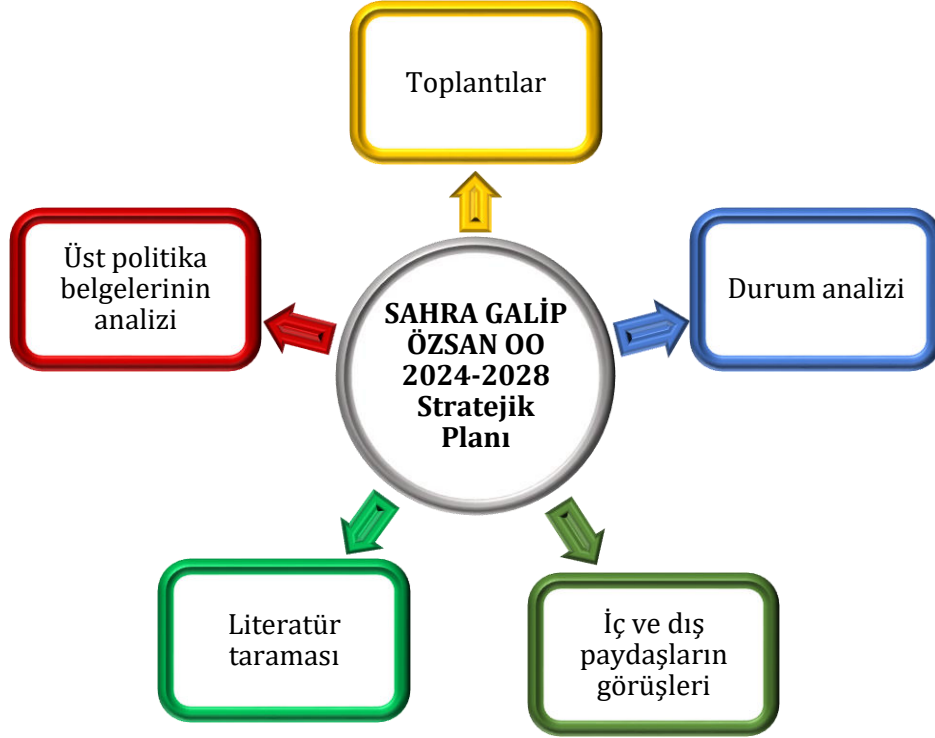 Toplantılar
Üst politika
belgelerinin
analizi
SAHRA GALİP
ÖZSAN OO
2024-2028
Stratejik
Planı
Durum analizi
Literatür
taraması
İç ve dış
paydaşların
görüşleri